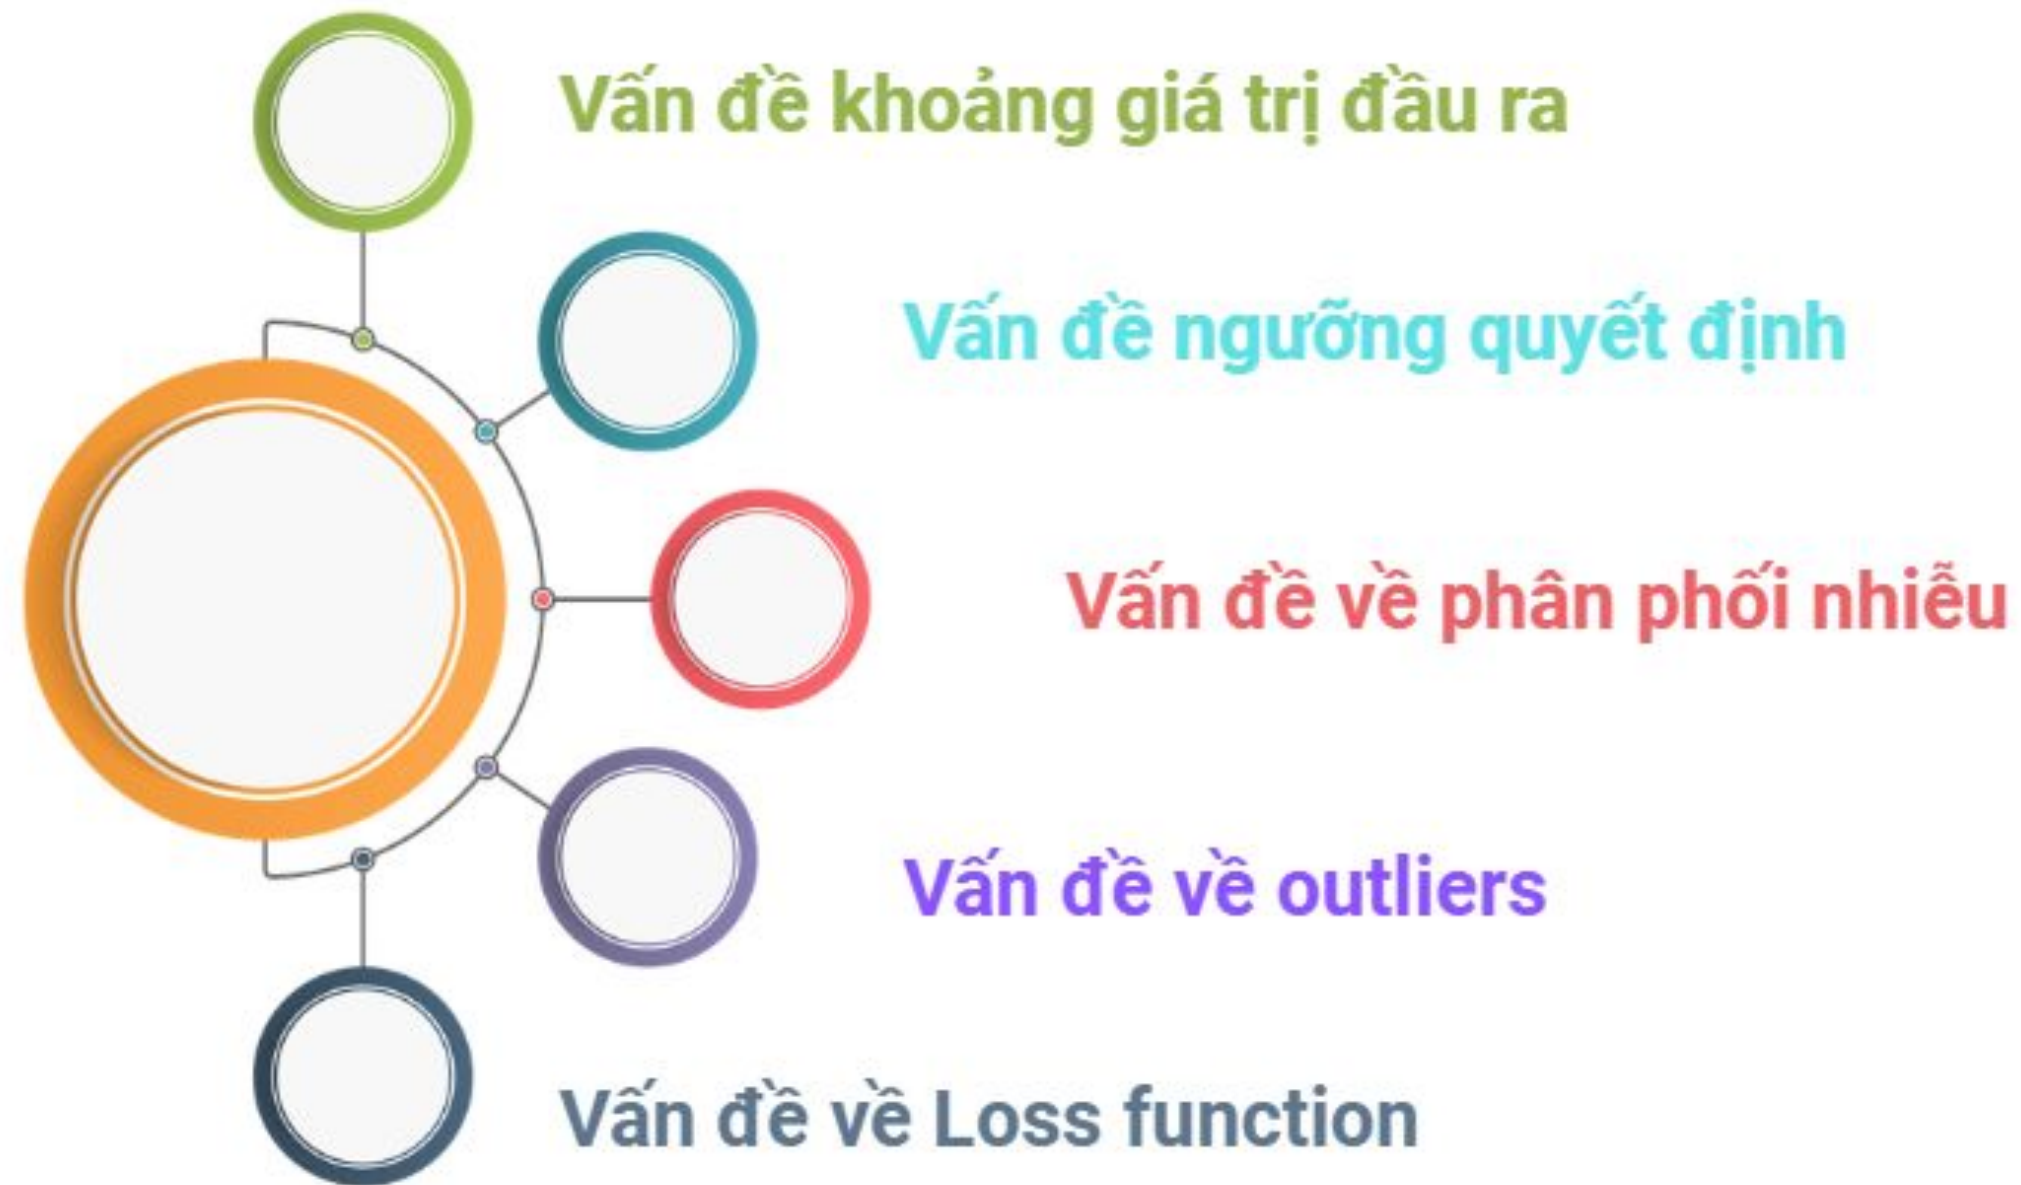 Vấn đề khoảng giá trị đầu ra
Vấn đề ngưỡng quyết định
Vấn đề về phân phối nhiễu
Vấn đề về outliers
Vấn đề về Loss function